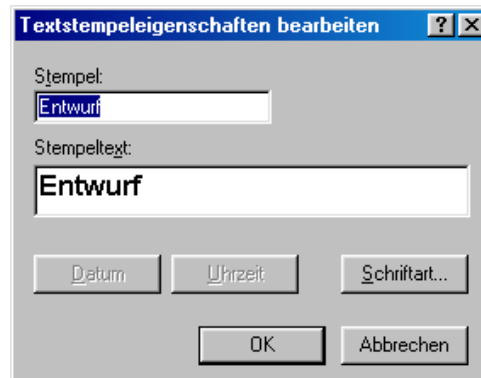 Textstempeleigenschaften bearbeiten
Stempel:
Entwurf
Stempeltext:
Entwurf
Datum Uhrzeit Schriftart...
OK Abbrechen